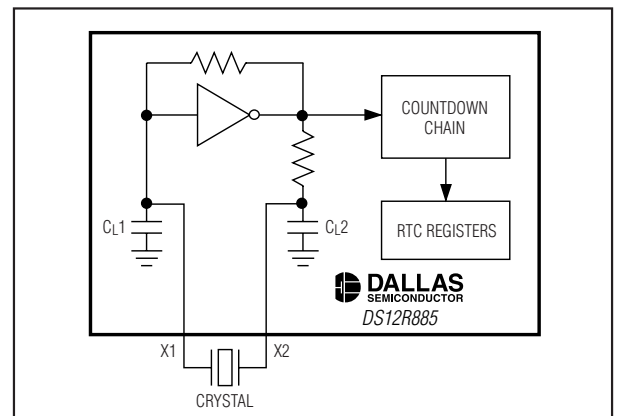 COUNTDOWN
CHAIN
CL1
CL2
RTC REGISTERS
DALLAS
SEMICONDUCTOR
DS12R885
X1
X2
CRYSTAL